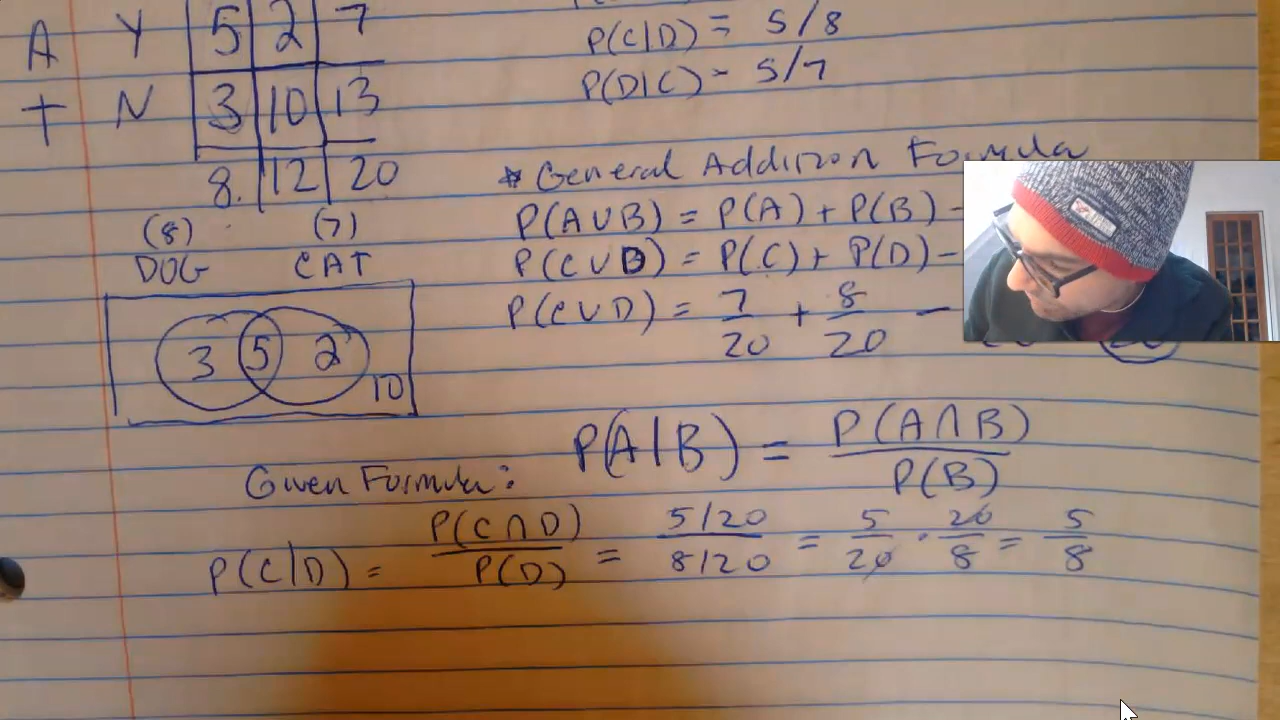 A Y 5 2 7
P(C|D) = 5/8
T N 3 10 13
P(D|C) = 5/7
8. 12 20
* General Addition Formula
P(A∪B) = P(A) + P(B) -
(8) (7)
DOG CAT
P(C∪D) = P(C) + P(D) -
P(C∪D) = 7/20 + 8/20 -
3 5 2 10
P(A|B) = P(A∩B) / P(B)
Given Formula:
P(C|D) = P(C∩D) / P(D) = 5/20 / 8/20 = 5/20 · 20/8 = 5/8